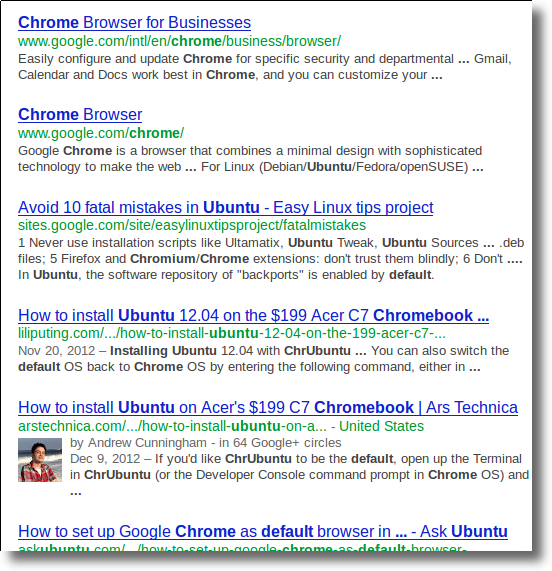 Chrome Browser for Businesses
www.google.com/intl/en/chrome/business/browser/
Easily configure and update Chrome for specific security and departmental ... Gmail,
Calendar and Docs work best in Chrome, and you can customize your ...
Chrome Browser
www.google.com/chrome/
Google Chrome is a browser that combines a minimal design with sophisticated
technology to make the web ... For Linux (Debian/Ubuntu/Fedora/openSUSE) ...
Avoid 10 fatal mistakes in Ubuntu - Easy Linux tips project
sites.google.com/site/easylinuxtipsproject/fatalmistakes
1 Never use installation scripts like Ultamatix, Ubuntu Tweak, Ubuntu Sources ... .deb
files; 5 Firefox and Chromium/Chrome extensions: don't trust them blindly; 6 Don't ....
In Ubuntu, the software repository of "backports" is enabled by default.
How to install Ubuntu 12.04 on the $199 Acer C7 Chromebook ...
liliputing.com/.../how-to-install-ubuntu-12-04-on-the-199-acer-c7-...
Nov 20, 2012 – Installing Ubuntu 12.04 with ChrUbuntu ... You can also switch the
default OS back to Chrome OS by entering the following command, either in ...
How to install Ubuntu on Acer's $199 C7 Chromebook | Ars Technica
arstechnica.com/.../how-to-install-ubuntu-on-a... - United States
by Andrew Cunningham - in 64 Google+ circles
Dec 9, 2012 – If you'd like ChrUbuntu to be the default, open up the Terminal
in ChrUbuntu (or the Developer Console command prompt in Chrome OS) and
...
How to set up Google Chrome as default browser in ... - Ask Ubuntu
askubuntu.com/.../how-to-set-up-google-chrome-as-default-browser-